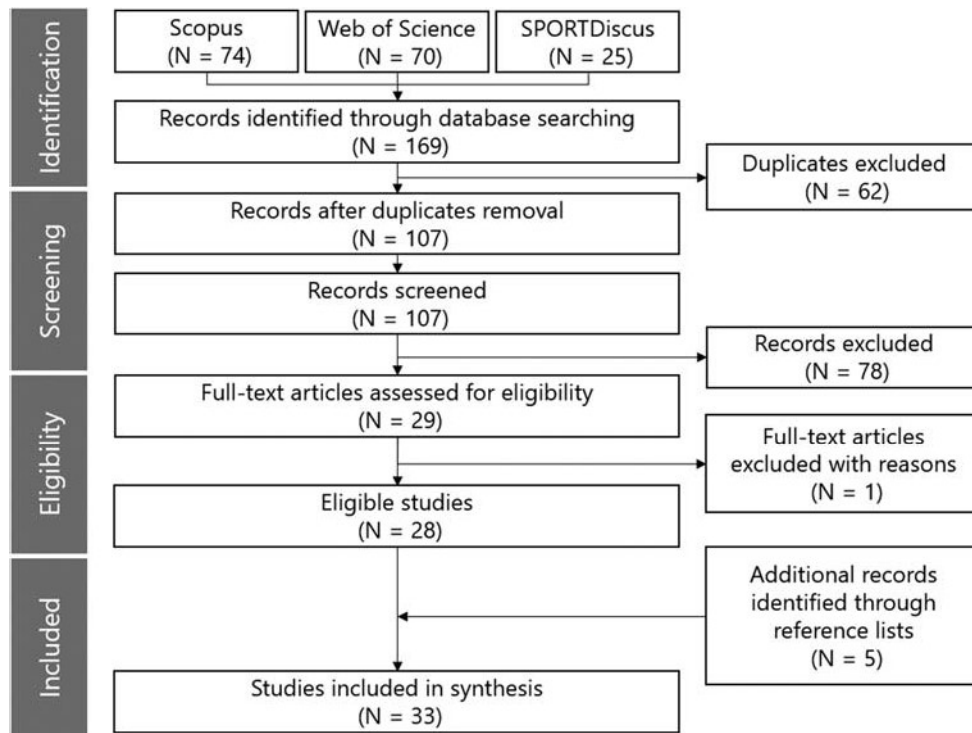 Identification
Scopus
(N = 74)
Web of Science
(N = 70)
SPORTDiscus
(N = 25)
Records identified through database searching
(N = 169)
Duplicates excluded
(N = 62)
Screening
Records after duplicates removal
(N = 107)
Records screened
(N = 107)
Records excluded
(N = 78)
Eligibility
Full-text articles assessed for eligibility
(N = 29)
Full-text articles
excluded with reasons
(N = 1)
Eligible studies
(N = 28)
Included
Additional records
identified through
reference lists
(N = 5)
Studies included in synthesis
(N = 33)